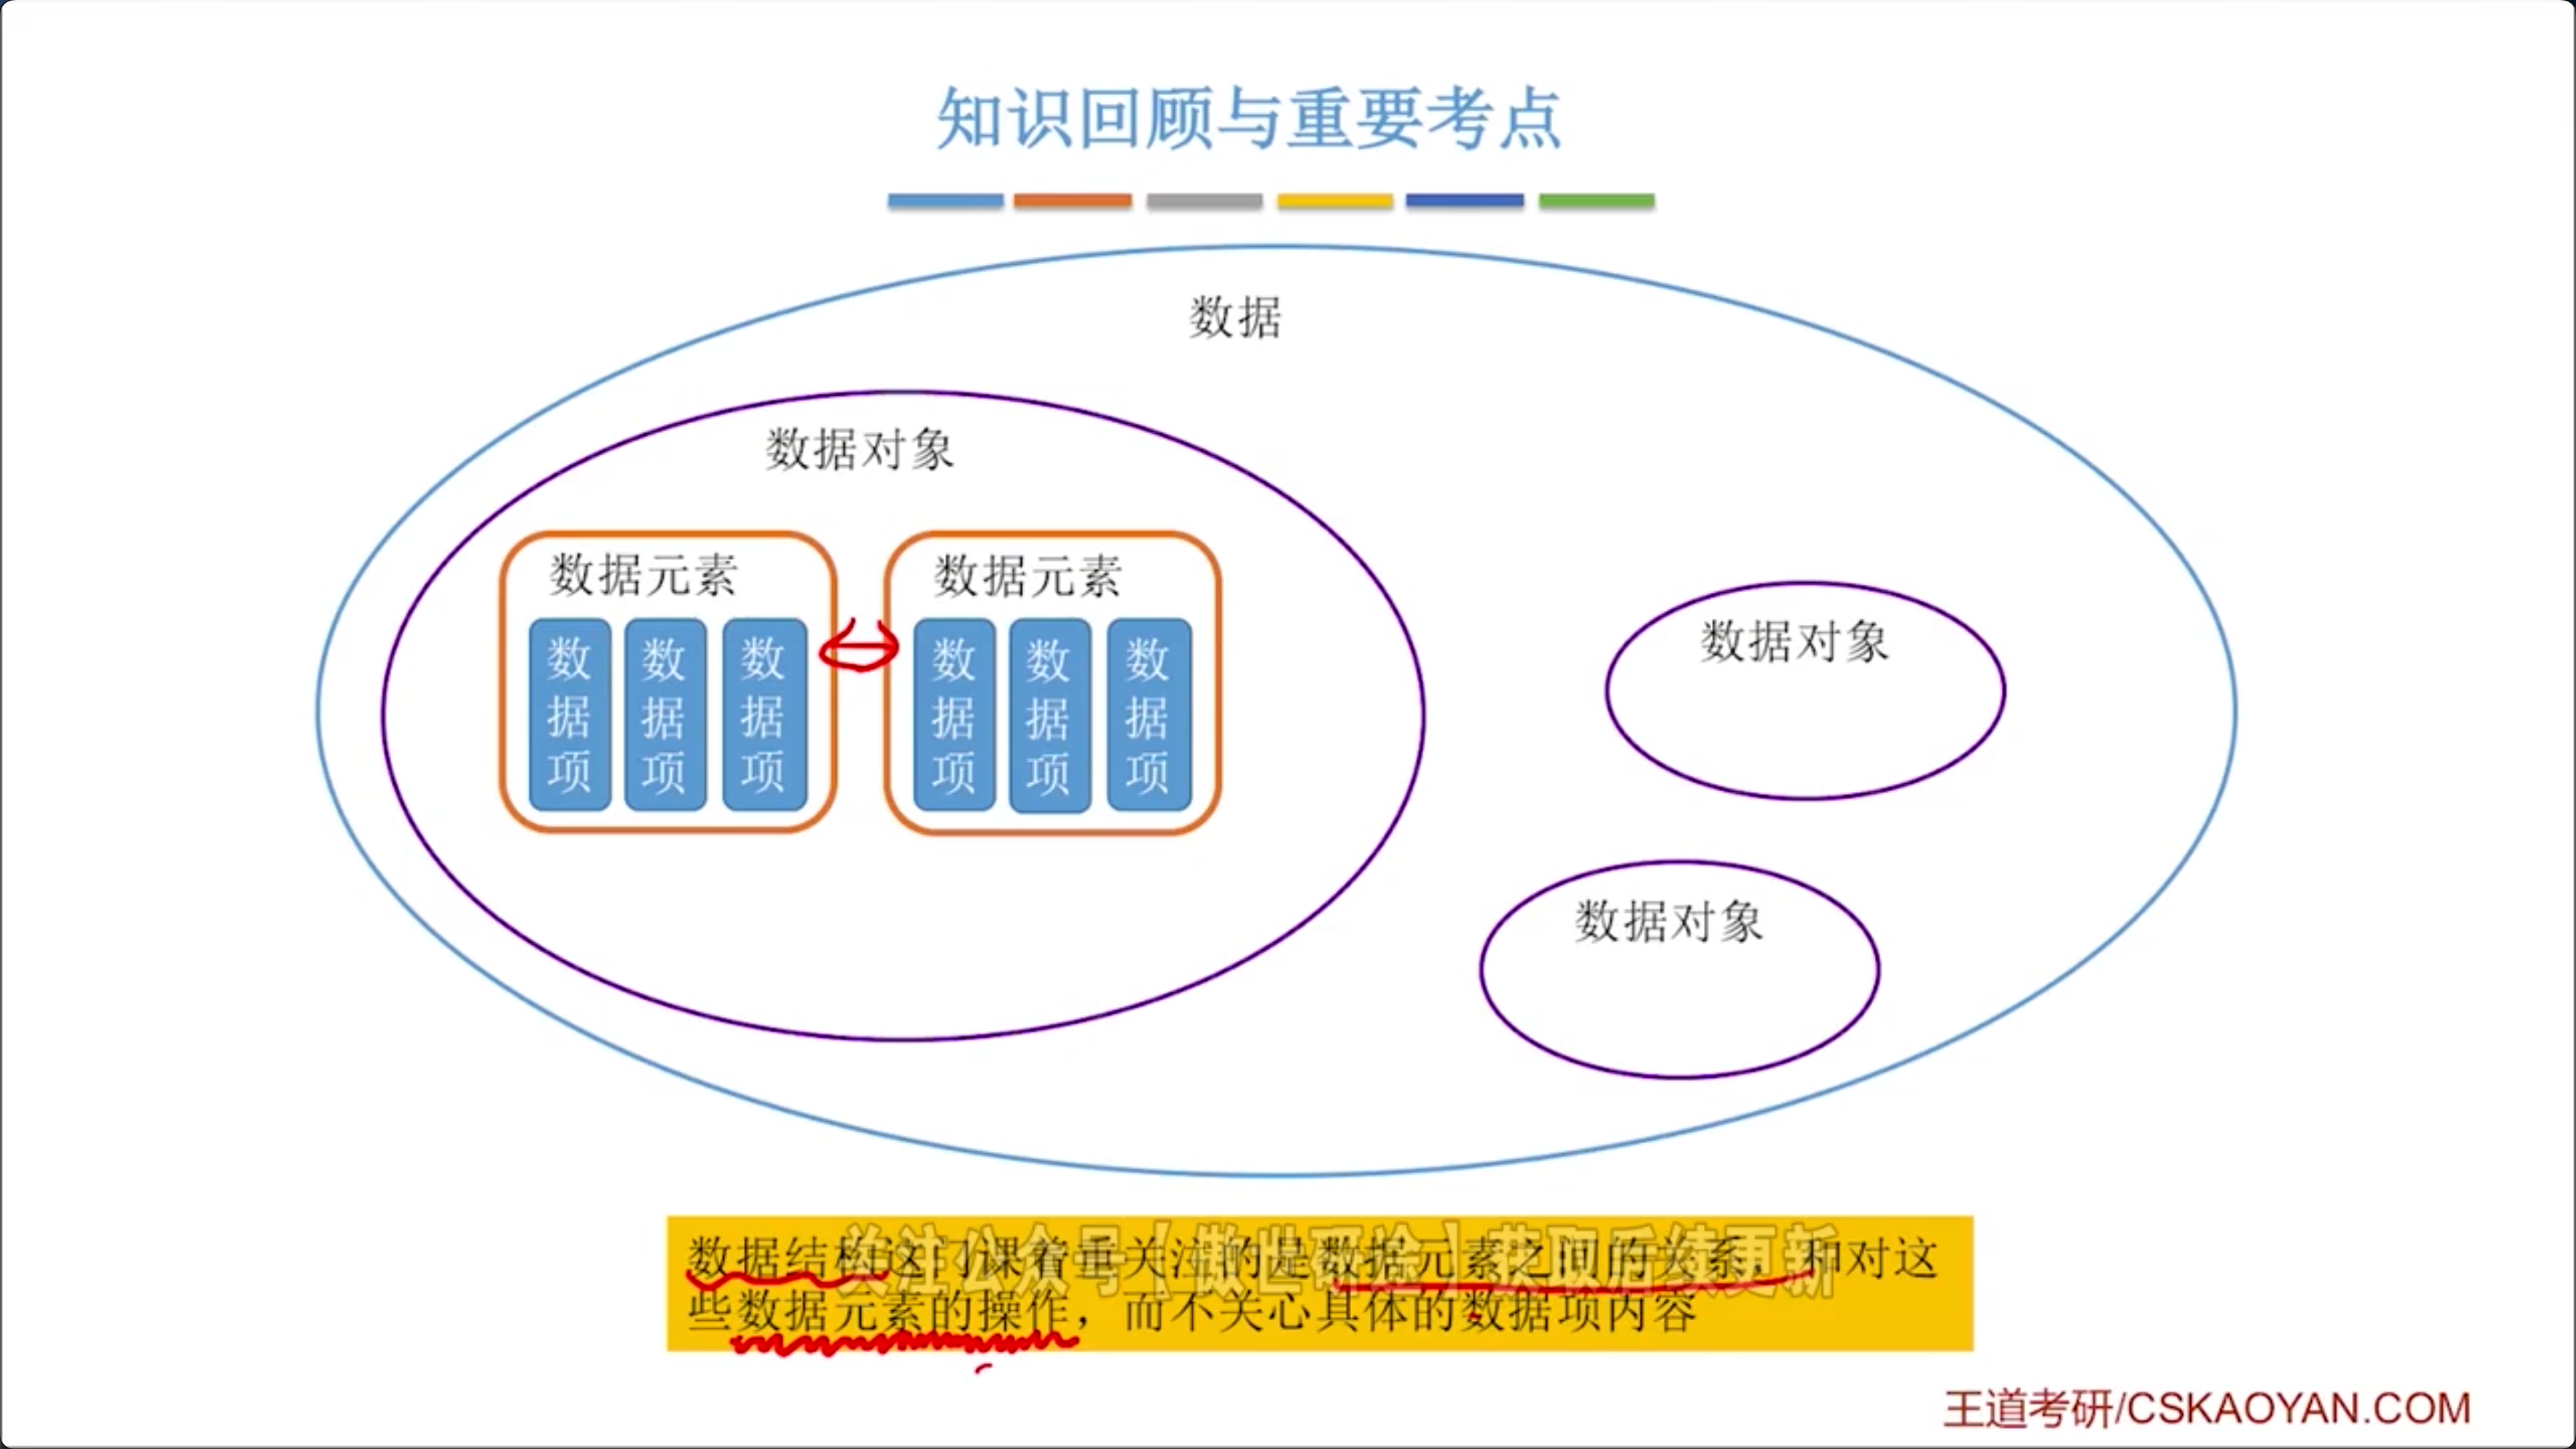 知识回顾与重要考点
数据
数据对象
数据元素
数据元素
数据项
数据项
数据项
数据项
数据项
数据项
数据对象
数据对象
关注公众号【傲世研途】获取后续更新
数据结构这门课着重关注的是数据元素之间的关系，和对这
些数据元素的操作，而不关心具体的数据项内容
王道考研/CSKAOYAN.COM